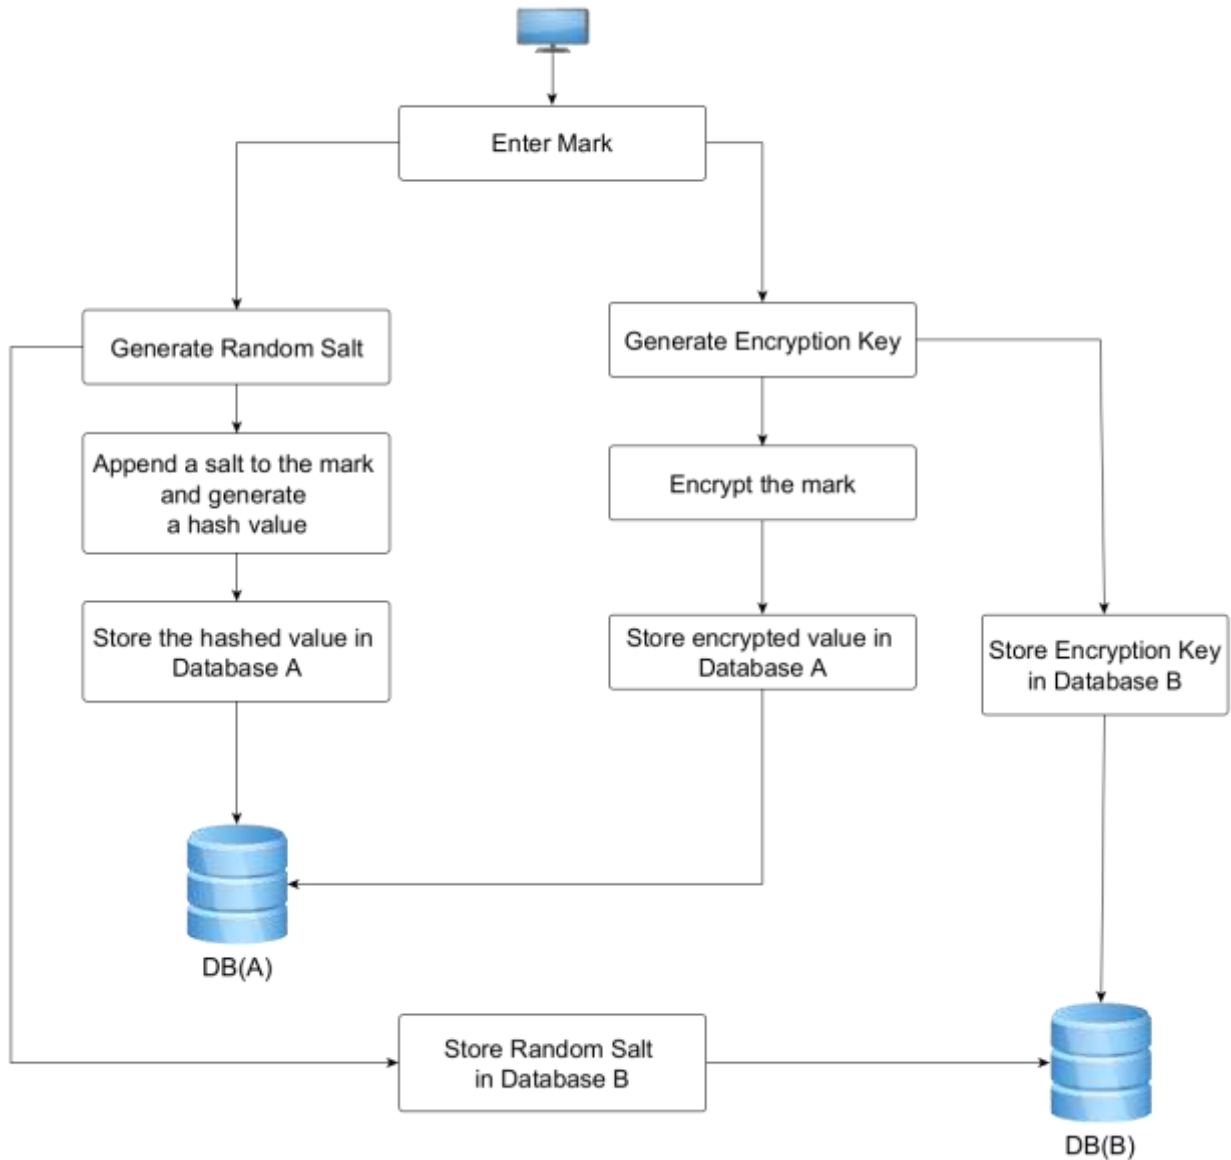 Enter Mark
Generate Random Salt
Generate Encryption Key
Append a salt to the mark
and generate
a hash value
Encrypt the mark
Store the hashed value in
Database A
Store encrypted value in
Database A
Store Encryption Key
in Database B
DB(A)
Store Random Salt
in Database B
DB(B)